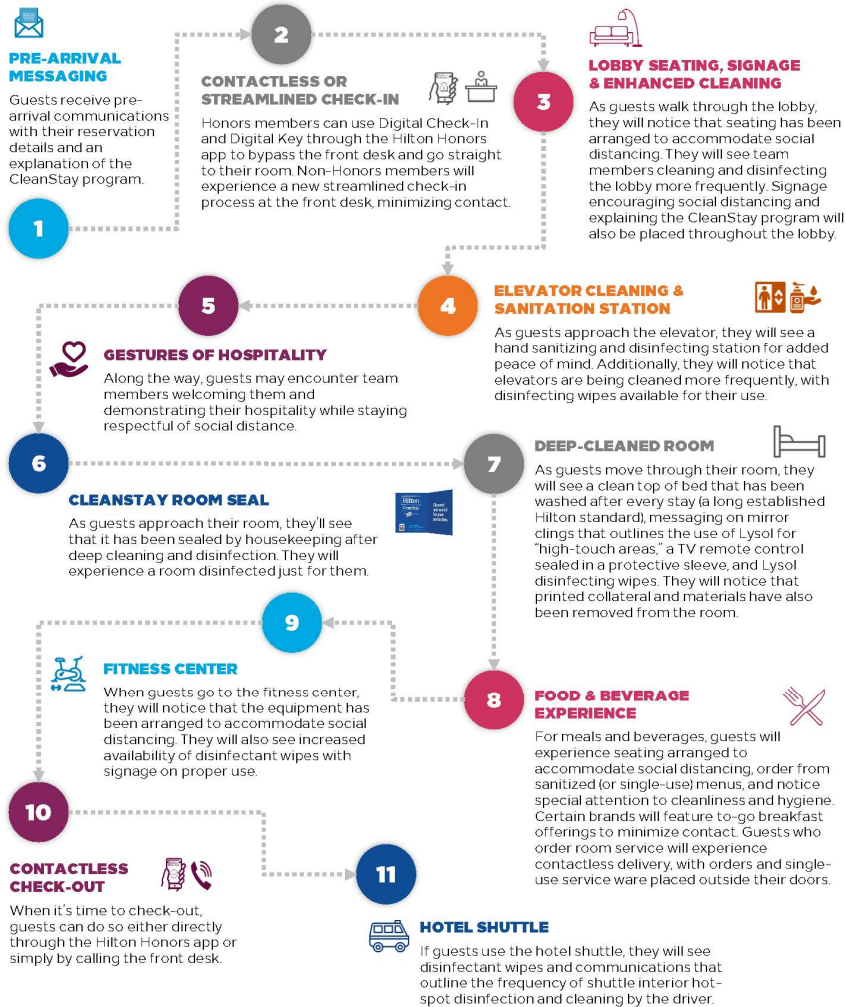 PRE-ARRIVAL
MESSAGING
Guests receive pre-
arrival communications
with their reservation
details and an
explanation of the
CleanStay program.
1
2
CONTACTLESS OR
STREAMLINED CHECK-IN
Honors members can use Digital Check-In
and Digital Key through the Hilton Honors
app to bypass the front desk and go straight
to their room. Non-Honors members will
experience a new streamlined check-in
process at the front desk, minimizing contact.
3
LOBBY SEATING, SIGNAGE
& ENHANCED CLEANING
As guests walk through the lobby,
they will notice that seating has been
arranged to accommodate social
distancing. They will see team
members cleaning and disinfecting
the lobby more frequently. Signage
encouraging social distancing and
explaining the CleanStay program will
also be placed throughout the lobby.
4
ELEVATOR CLEANING &
SANITATION STATION
As guests approach the elevator, they will see a
hand sanitizing and disinfecting station for added
peace of mind. Additionally, they will notice that
elevators are being cleaned more frequently, with
disinfecting wipes available for their use.
5
GESTURES OF HOSPITALITY
Along the way, guests may encounter team
members welcoming them and
demonstrating their hospitality while staying
respectful of social distance.
6
CLEANSTAY ROOM SEAL
As guests approach their room, they'll see
that it has been sealed by housekeeping after
deep cleaning and disinfection. They will
experience a room disinfected just for them.
Hilton
7
DEEP-CLEANED ROOM
As guests move through their room, they
will see a clean top of bed that has been
washed after every stay (a long established
Hilton standard), messaging on mirror
clings that outlines the use of Lysol for
"high-touch areas," a TV remote control
sealed in a protective sleeve, and Lysol
disinfecting wipes. They will notice that
printed collateral and materials have also
been removed from the room.
8
FOOD & BEVERAGE
EXPERIENCE
For meals and beverages, guests will
experience seating arranged to
accommodate social distancing, order from
sanitized (or single-use) menus, and notice
special attention to cleanliness and hygiene.
Certain brands will feature to-go breakfast
offerings to minimize contact. Guests who
order room service will experience
contactless delivery, with orders and single-
use service ware placed outside their doors.
9
FITNESS CENTER
When guests go to the fitness center,
they will notice that the equipment has
been arranged to accommodate social
distancing. They will also see increased
availability of disinfectant wipes with
signage on proper use.
10
CONTACTLESS
CHECK-OUT
When it's time to check-out,
guests can do so either directly
through the Hilton Honors app or
simply by calling the front desk.
11
HOTEL SHUTTLE
If guests use the hotel shuttle, they will see
disinfectant wipes and communications that
outline the frequency of shuttle interior hot-
spot disinfection and cleaning by the driver.